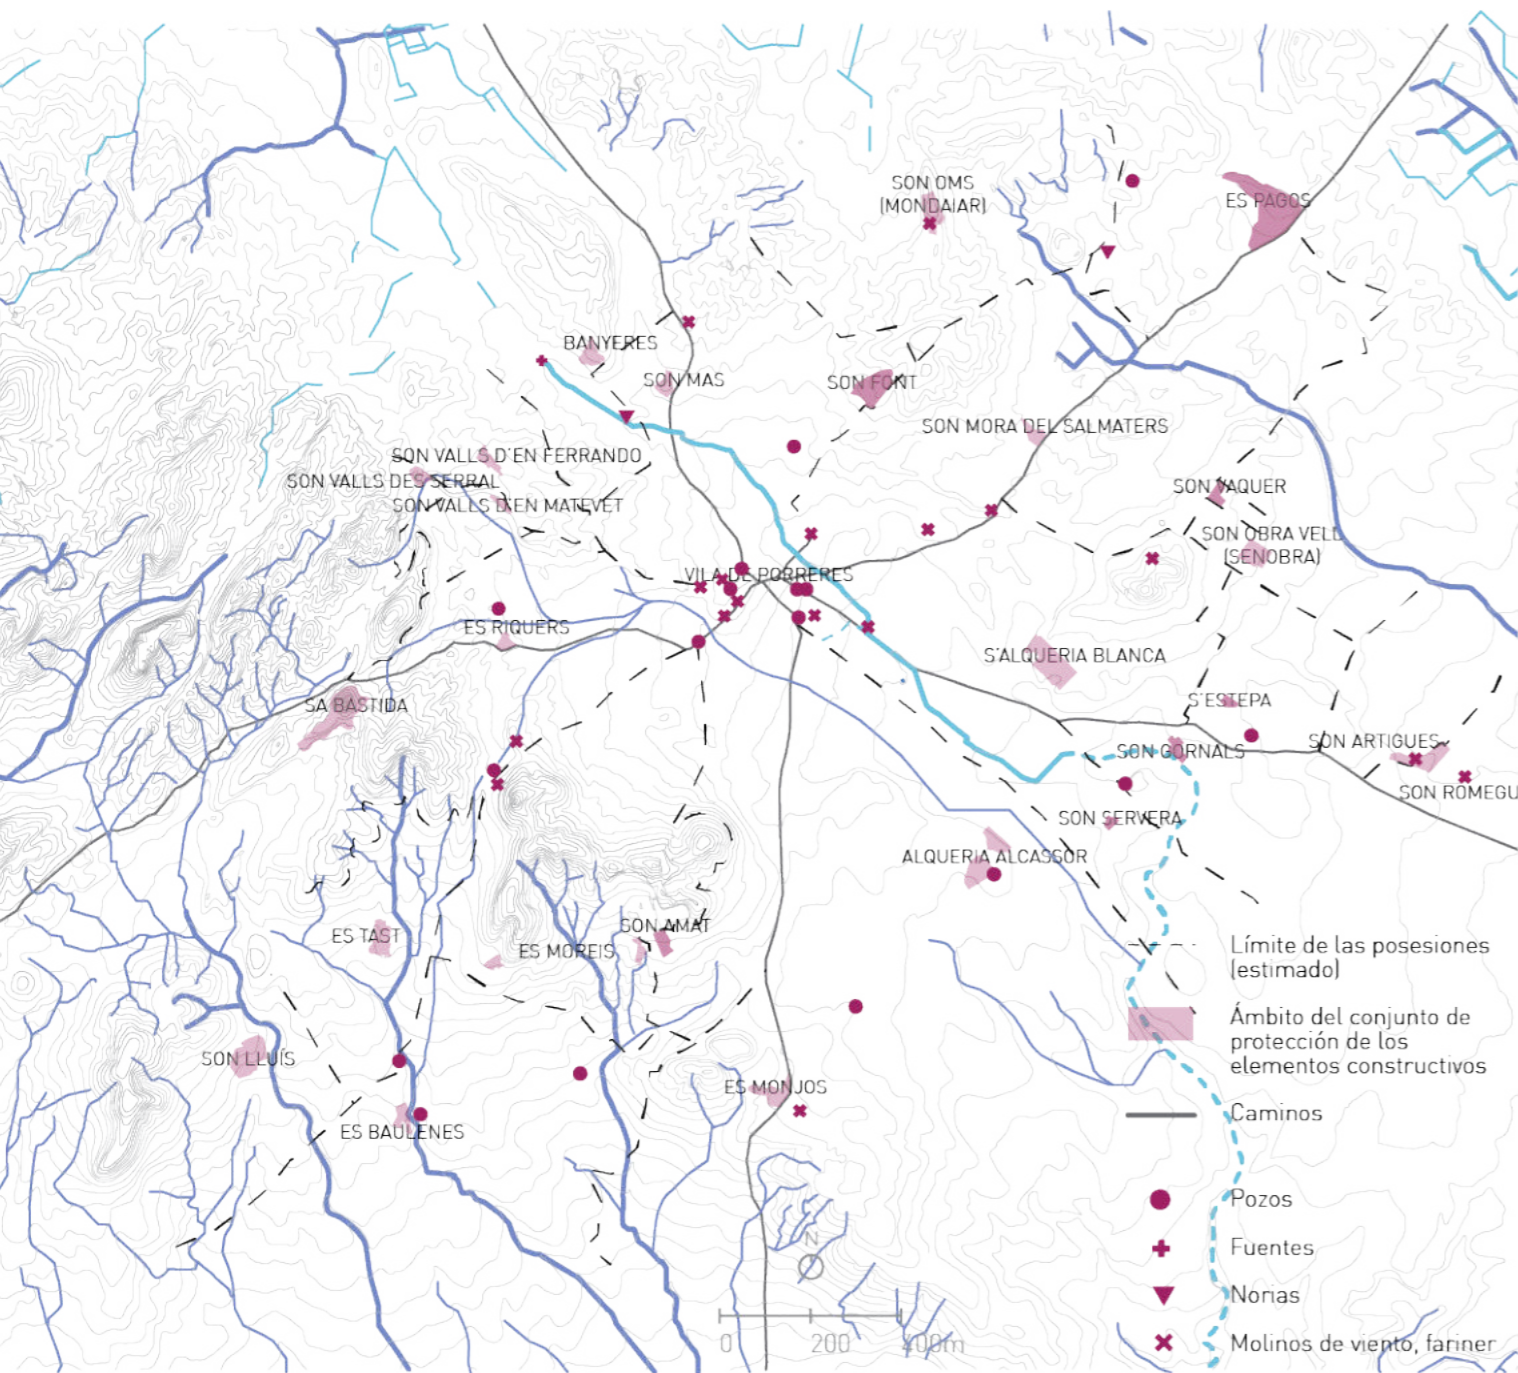 SON OMS
(MONDAIAR)
ES PAGOS
BANYERES
SON MAS
SON FONT
SON MORA DEL SALMATERS
SON VALLS D'EN FERRANDO
SON VALLS DES SERRAL
SON VALLS D'EN MATEVET
SON VAQUER
SON OBRA VELL
(SENOBRA)
VILA DE PORRERES
ES RIQUERS
S'ALQUERIA BLANCA
SA BASTIDA
S'ESTEPA
SON GORNALS
SON ARTIGUES
SON ROMEGU
SON SERVERA
ALQUERIA ALCASSOR
ES TAST
SON AMAT
ES MOREIS
SON LLUÍS
ES MONJOS
ES BAULENES
Límite de las posesiones
(estimado)
Ámbito del conjunto de
protección de los
elementos constructivos
Caminos
Pozos
Fuentes
Norias
Molinos de viento, fariner
N
0 200 400m